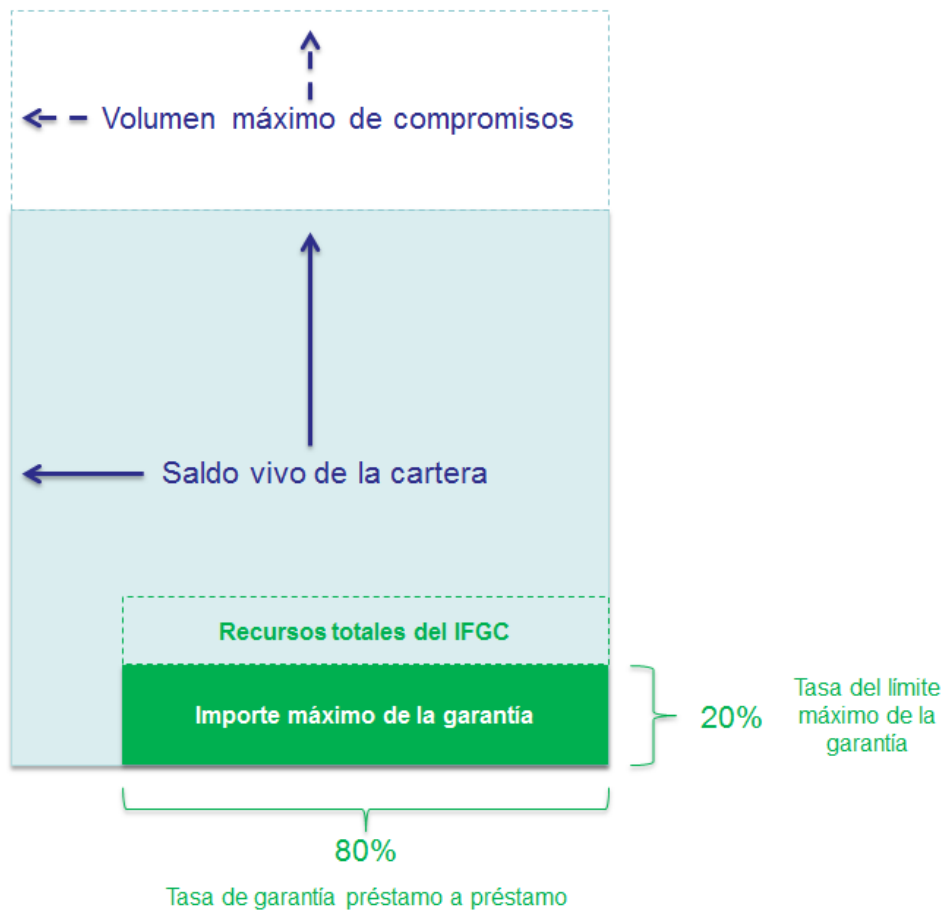 Volumen máximo de compromisos
Saldo vivo de la cartera
Recursos totales del IFGC
Importe máximo de la garantía
20%
Tasa del límite
máximo de la
garantía
80%
Tasa de garantía préstamo a préstamo